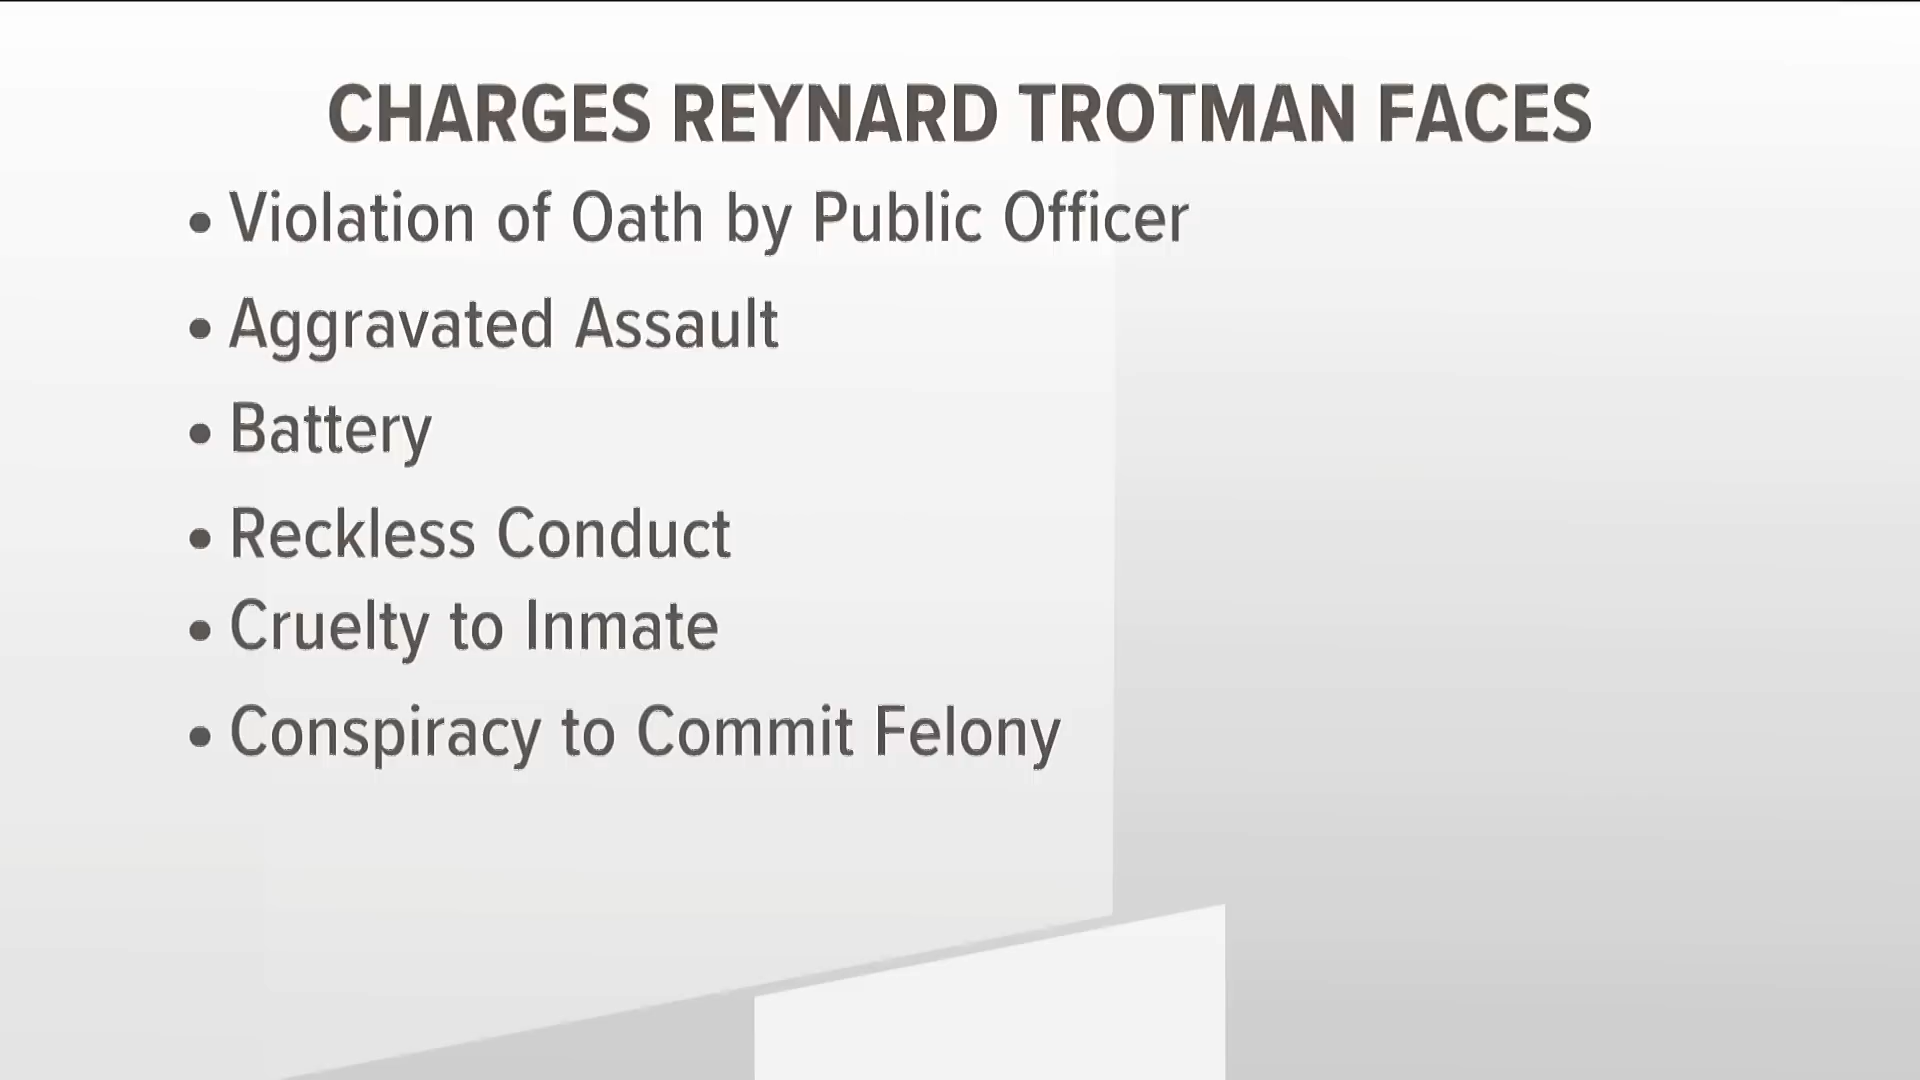 CHARGES REYNARD TROTMAN FACES
• Violation of Oath by Public Officer
• Aggravated Assault
• Battery
• Reckless Conduct
• Cruelty to Inmate
• Conspiracy to Commit Felony